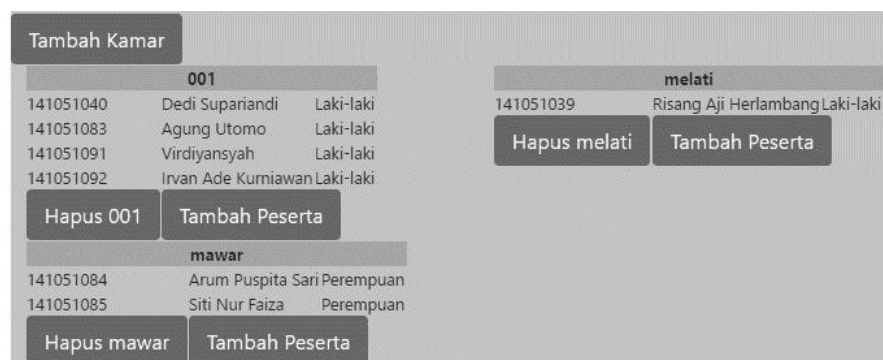 Tambah Kamar
001
141051040 Dedi Supariandi Laki-laki
141051083 Agung Utomo Laki-laki
141051091 Virdiyansyah Laki-laki
141051092 Irvan Ade Kurniawan Laki-laki
Hapus 001 Tambah Peserta
melati
141051039 Risang Aji Herlambang Laki-laki
Hapus melati Tambah Peserta
mawar
141051084 Arum Puspita Sari Perempuan
141051085 Siti Nur Faiza Perempuan
Hapus mawar Tambah Peserta